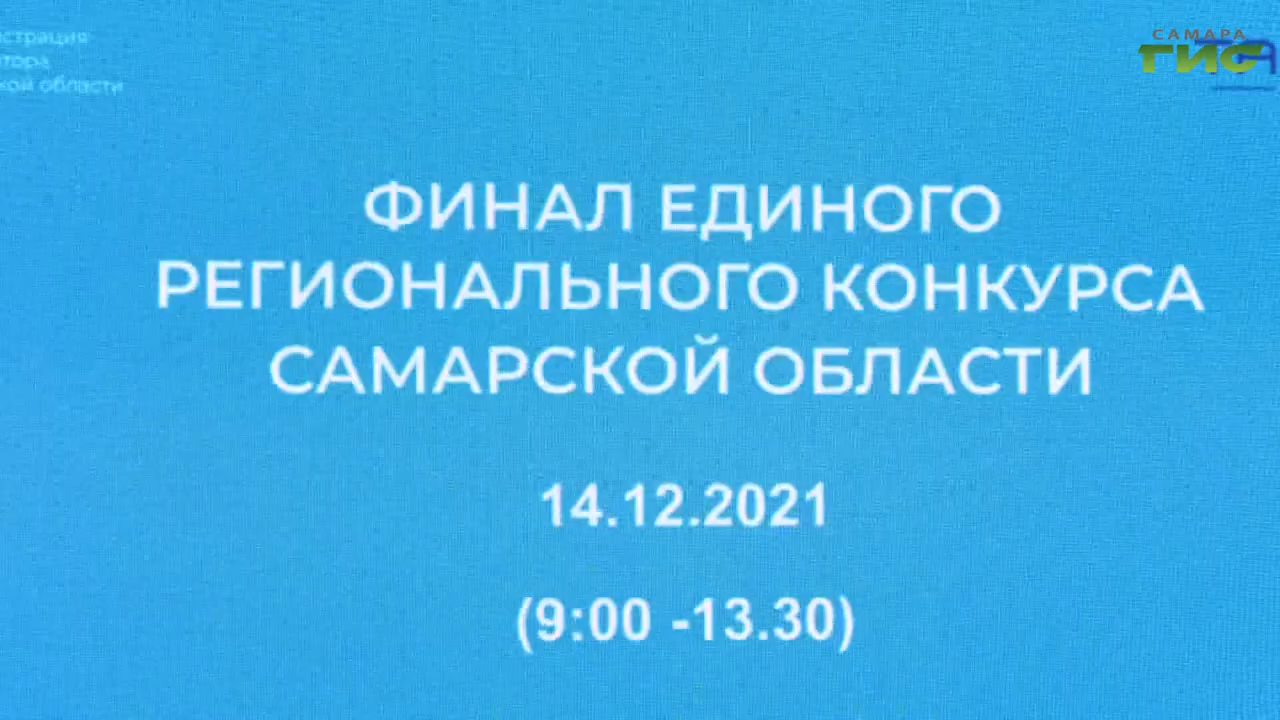 САМАРА
ГИС
ФИНАЛ ЕДИНОГО
РЕГИОНАЛЬНОГО КОНКУРСА
САМАРСКОЙ ОБЛАСТИ
14.12.2021
(9:00 -13.30)